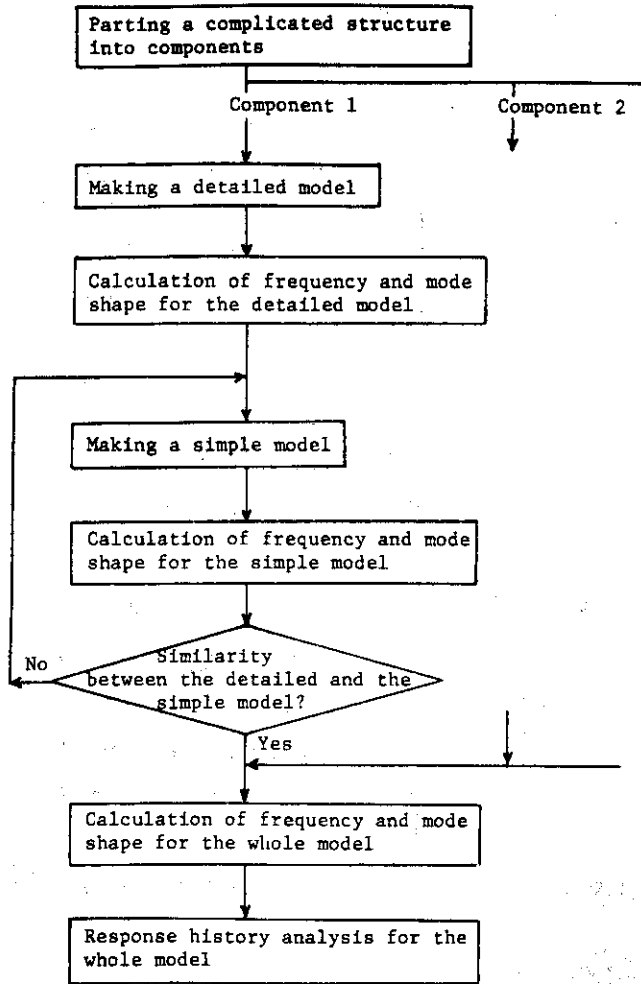 Parting a complicated structure
into components
Component 1
Component 2
Making a detailed model
Calculation of frequency and mode
shape for the detailed model
Making a simple model
Calculation of frequency and mode
shape for the simple model
No
Similarity
between the detailed and the
simple model?
Yes
Calculation of frequency and mode
shape for the whole model
Response history analysis for the
whole model